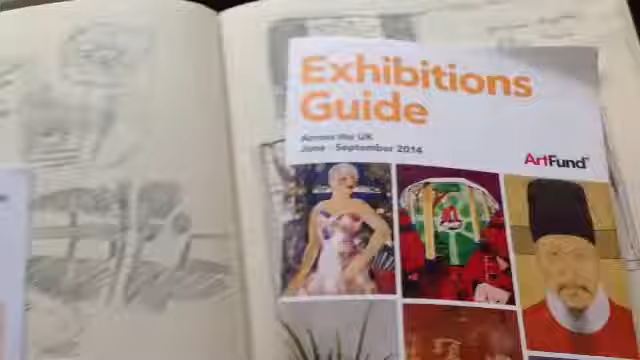 Exhibitions
Guide
Across the UK
June - September 2014
ArtFund